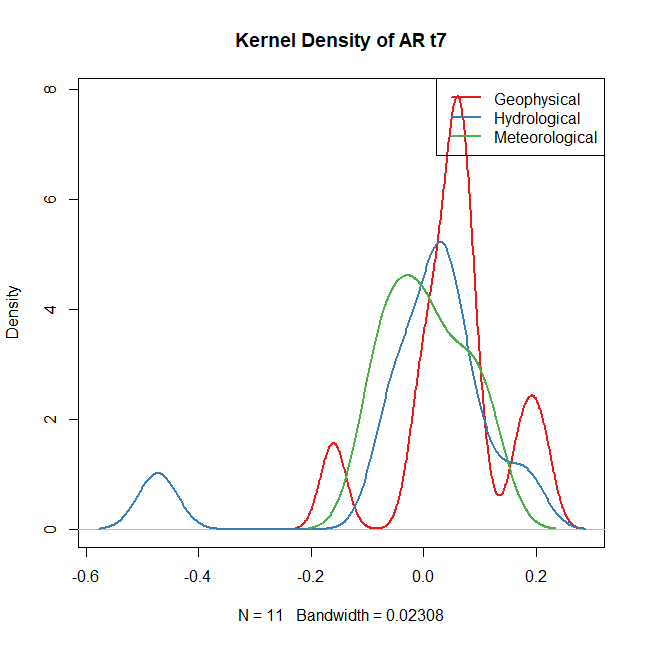 Kernel Density of AR t7
Geophysical
Hydrological
Meteorological
Density
8
6
4
2
0
-0.6 -0.4 -0.2 0.0 0.2
N = 11 Bandwidth = 0.02308